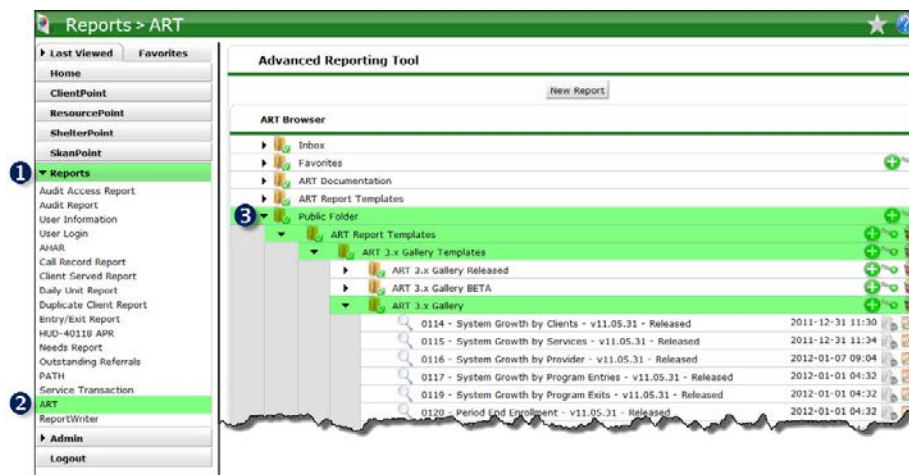 Reports > ART
Last Viewed Favorites
Home
ClientPoint
ResourcePoint
ShelterPoint
SkanPoint
1 Reports
Audit Access Report
Audit Report
User Information
User Login
AHAR
Call Record Report
Client Served Report
Daily Unit Report
Duplicate Client Report
Entry/Exit Report
HUD-40118 APR
Needs Report
Outstanding Referrals
PATH
Service Transaction
2 ART
ReportWriter
Admin
Logout
Advanced Reporting Tool
New Report
ART Browser
Inbox
Favorites
ART Documentation
ART Report Templates
3 Public Folder
ART Report Templates
ART 3.x Gallery Templates
ART 3.x Gallery Released
ART 3.x Gallery BETA
ART 3.x Gallery
0114 - System Growth by Clients - v11.05.31 - Released 2011-12-31 11:30
0115 - System Growth by Services - v11.05.31 - Released 2011-12-31 11:34
0116 - System Growth by Provider - v11.05.31 - Released 2012-01-07 09:04
0117 - System Growth by Program Entries - v11.05.31 - Released 2012-01-01 04:32
0119 - System Growth by Program Exits - v11.05.31 - Released 2012-01-01 04:32
0120 - Period End Enrollment - v11.05.31 - Released 2012-01-01 04:32